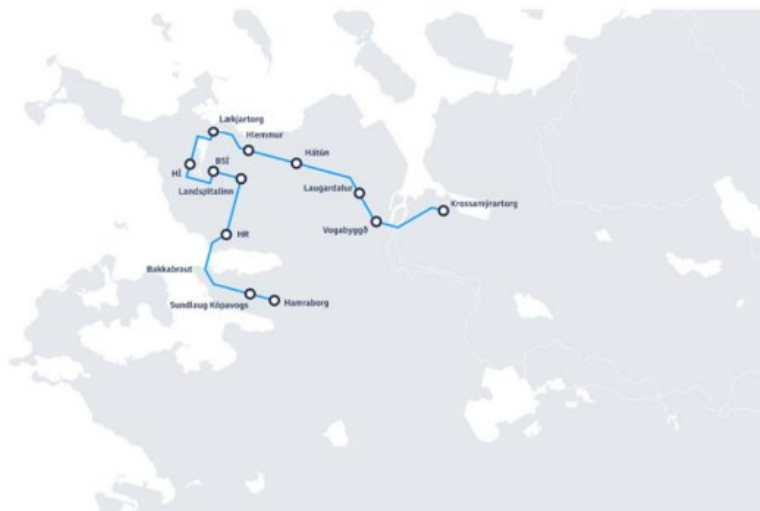 Lækjartorg
Hlemmur
BSÍ
Hátún
HÍ
Landspítalinn
Laugardalur
Krossamýrartorg
Vogabyggð
HR
Bakkabraut
Sundlaug Kópavogs
Hamraborg